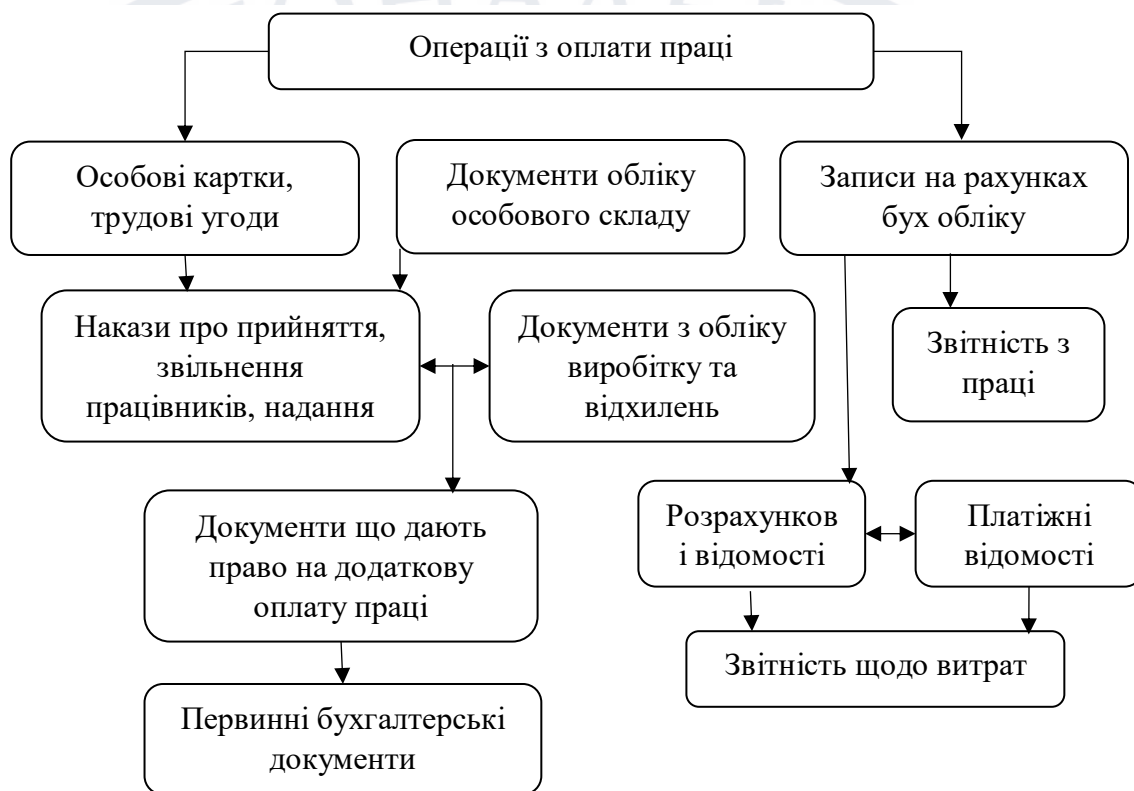 Операції з оплати праці
Особові картки,
трудові угоди
Документи обліку
особового складу
Записи на рахунках
бух обліку
Накази про прийняття,
звільнення
працівників, надання
Документи з обліку
виробітку та
відхилень
Звітність з
праці
Документи що дають
право на додаткову
оплату праці
Розрахунков
і відомості
Платіжні
відомості
Звітність щодо витрат
Первинні бухгалтерські
документи